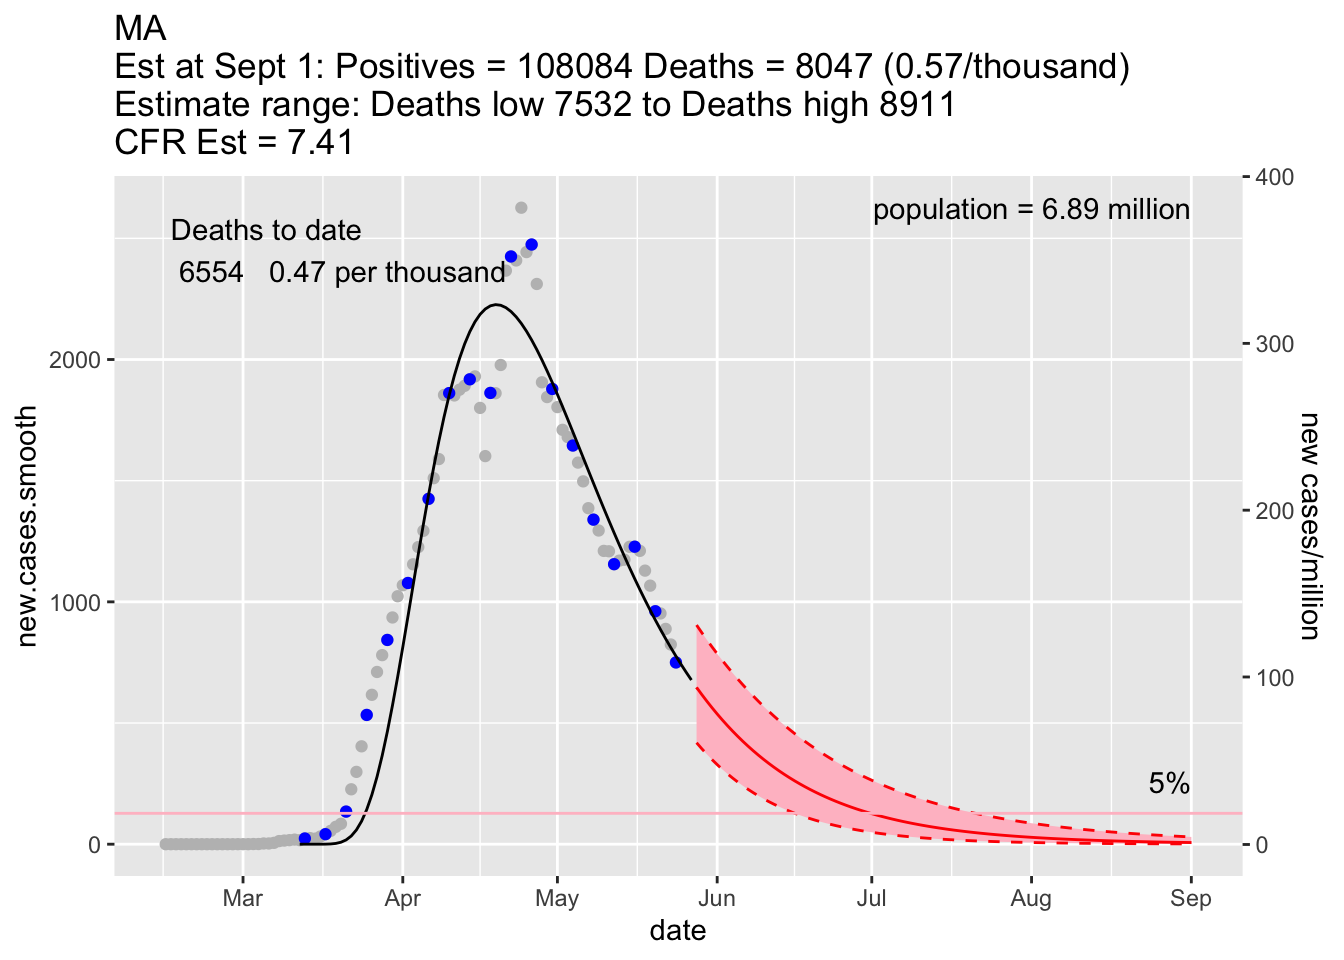 MA
Est at Sept 1: Positives = 108084 Deaths = 8047 (0.57/thousand)
Estimate range: Deaths low 7532 to Deaths high 8911
CFR Est = 7.41
400
population = 6.89 million
Deaths to date
6554 0.47 per thousand
2000
300
new.cases.smooth
new cases/million
200
1000
100
5%
0
0
Mar Apr May Jun Jul Aug Sep
date